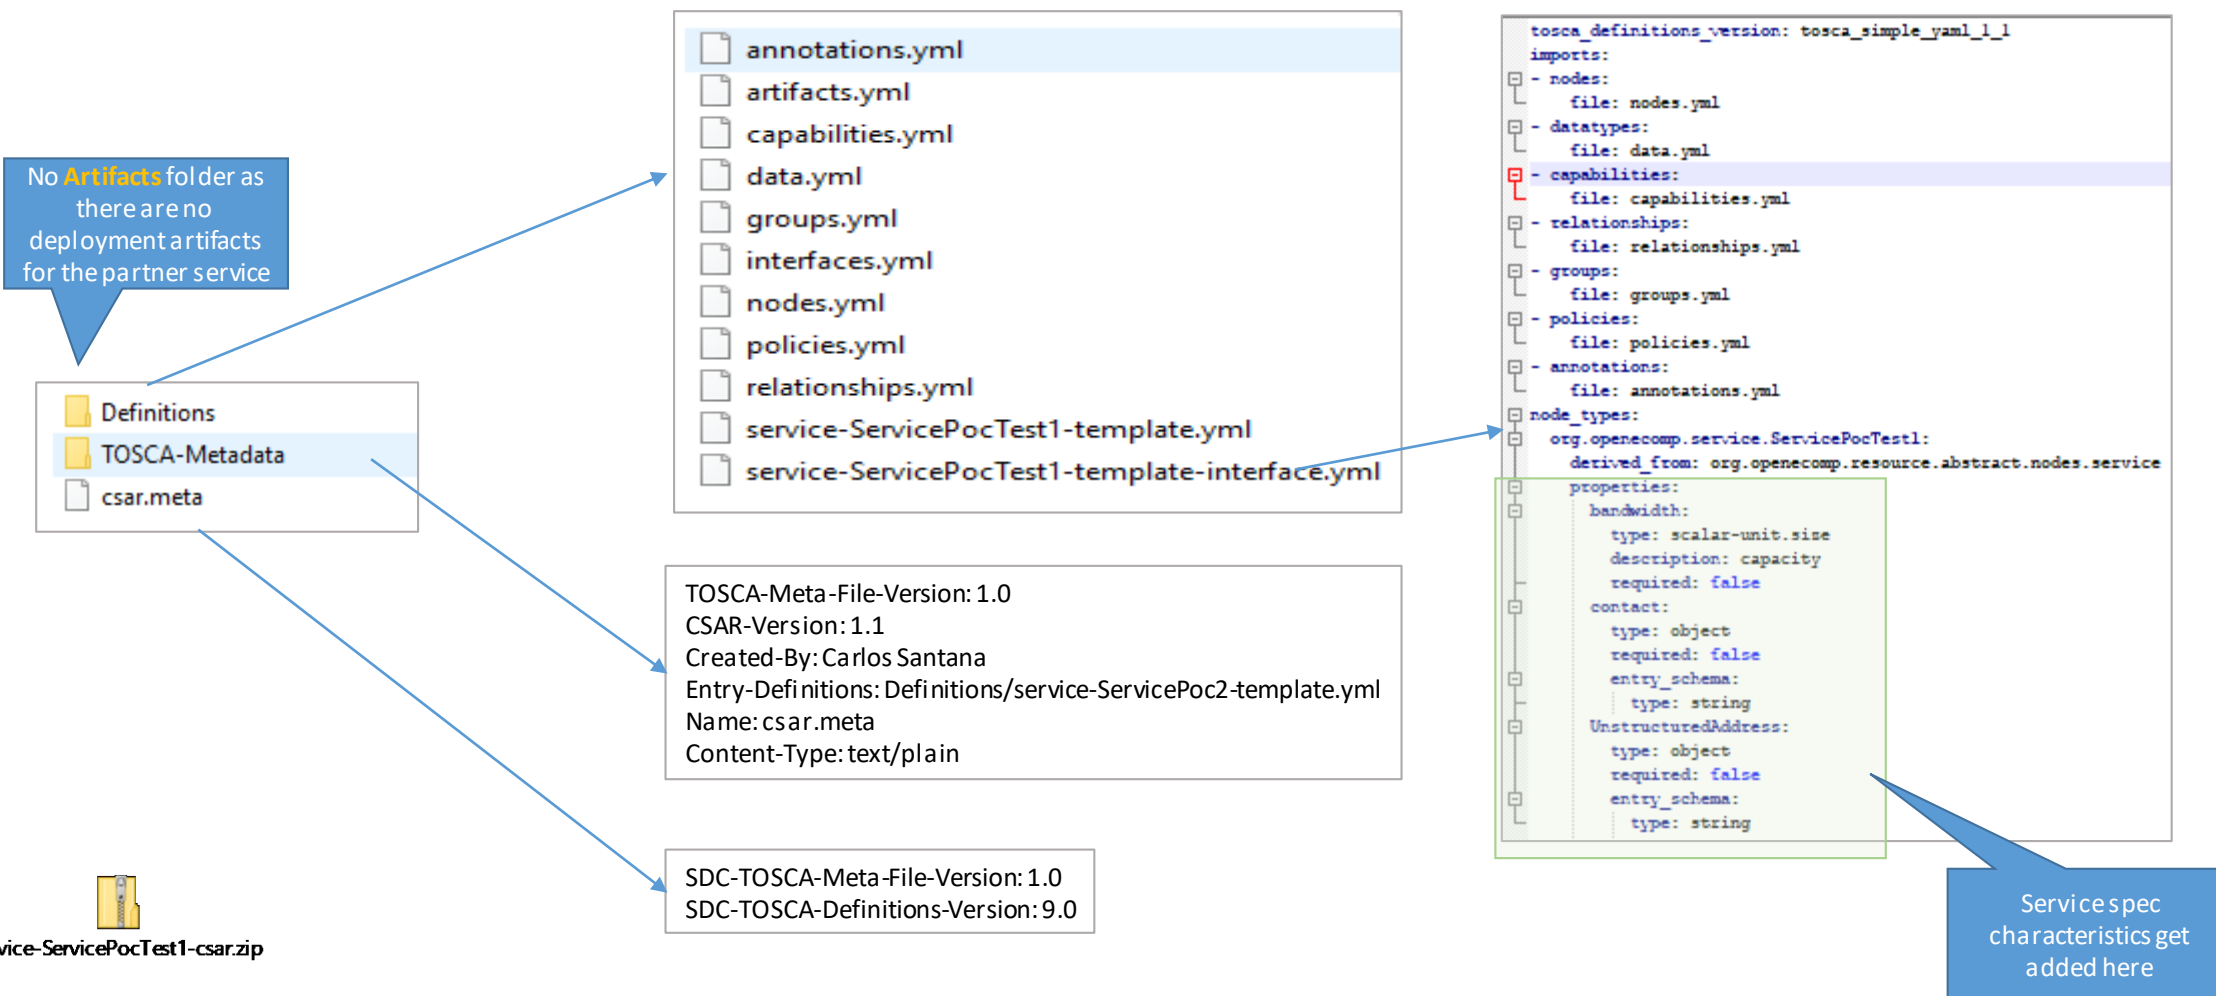 No Artifacts folder as
there are no
deployment artifacts
for the partner service
Definitions
TOSCA-Metadata
csar.meta
vice-ServicePocTest1-csar.zip
annotations.yml
artifacts.yml
capabilities.yml
data.yml
groups.yml
interfaces.yml
nodes.yml
policies.yml
relationships.yml
service-ServicePocTest1-template.yml
service-ServicePocTest1-template-interface.yml
TOSCA-Meta-File-Version: 1.0
CSAR-Version: 1.1
Created-By: Carlos Santana
Entry-Definitions: Definitions/service-ServicePoc2-template.yml
Name: csar.meta
Content-Type: text/plain
SDC-TOSCA-Meta-File-Version: 1.0
SDC-TOSCA-Definitions-Version: 9.0
tosca_definitions_version: tosca_simple_yaml_1_1
imports:
- nodes:
file: nodes.yml
- datatypes:
file: data.yml
- capabilities:
file: capabilities.yml
- relationships:
file: relationships.yml
- groups:
file: groups.yml
- policies:
file: policies.yml
- annotations:
file: annotations.yml
node_types:
org.openecomp.service.ServicePocTest1:
derived_from: org.openecomp.resource.abstract.nodes.service
properties:
bandwidth:
type: scalar-unit.size
description: capacity
required: false
contact:
type: object
required: false
entry_schema:
type: string
UnstructuredAddress:
type: object
required: false
entry_schema:
type: string
Service spec
characteristics get
added here